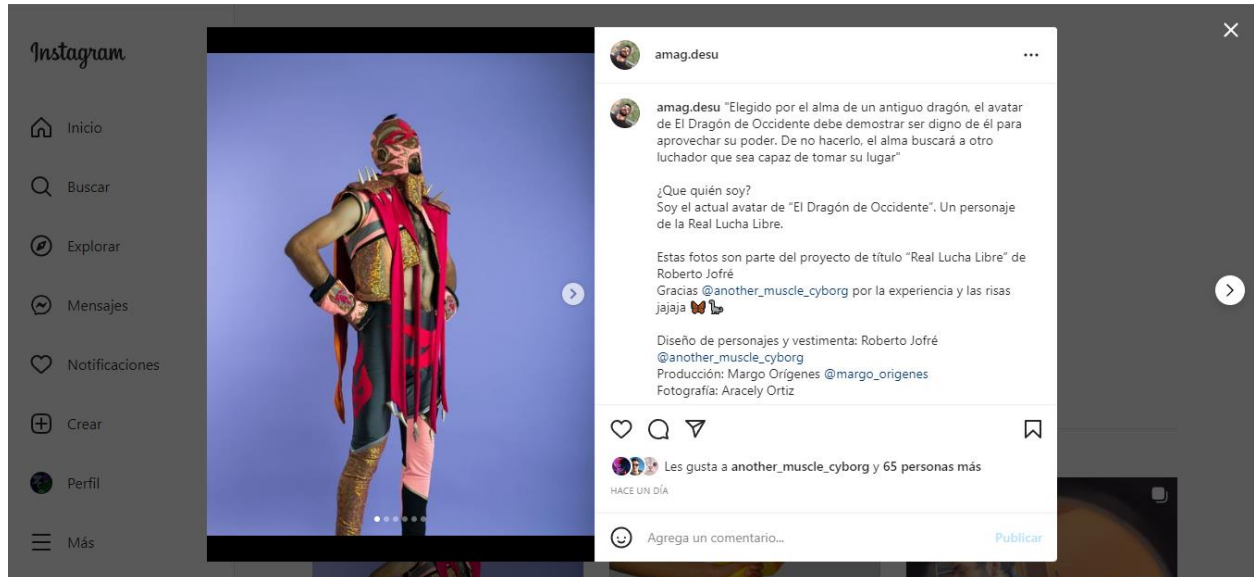 Instagram
Inicio
Buscar
Explorar
Mensajes
Notificaciones
Crear
Perfil
Más
amag.desu
amag.desu "Elegido por el alma de un antiguo dragón, el avatar
de El Dragón de Occidente debe demostrar ser digno de él para
aprovechar su poder. De no hacerlo, el alma buscará a otro
luchador que sea capaz de tomar su lugar"
¿Que quién soy?
Soy el actual avatar de "El Dragón de Occidente". Un personaje
de la Real Lucha Libre.
Estas fotos son parte del proyecto de título "Real Lucha Libre" de
Roberto Jofré
Gracias @another_muscle_cyborg por la experiencia y las risas
jajaja
Diseño de personajes y vestimenta: Roberto Jofré
@another_muscle_cyborg
Producción: Margo Orígenes @margo_origenes
Fotografía: Aracely Ortiz
Les gusta a another_muscle_cyborg y 65 personas más
HACE UN DÍA
Agrega un comentario...
Publicar